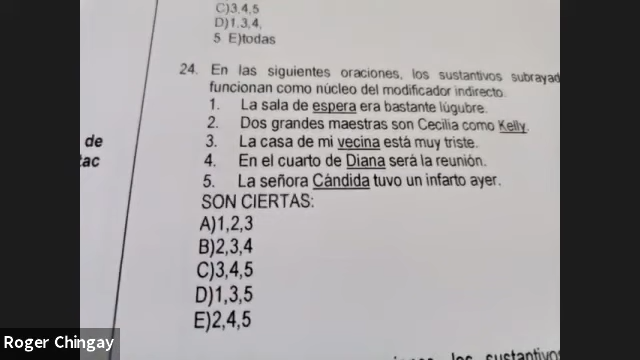 C)3,4,5
D)1,3,4,
5 E)todas
24. En las siguientes oraciones, los sustantivos subrayad
funcionan como núcleo del modificador indirecto.
1. La sala de espera era bastante lúgubre.
2. Dos grandes maestras son Cecilia como Kelly.
de
tac
3. La casa de mi vecina está muy triste.
4. En el cuarto de Diana será la reunión.
5. La señora Cándida tuvo un infarto ayer.
SON CIERTAS:
A)1,2,3
B)2,3,4
C)3,4,5
D)1,3,5
E)2,4,5
los sustantivo
Roger Chingay